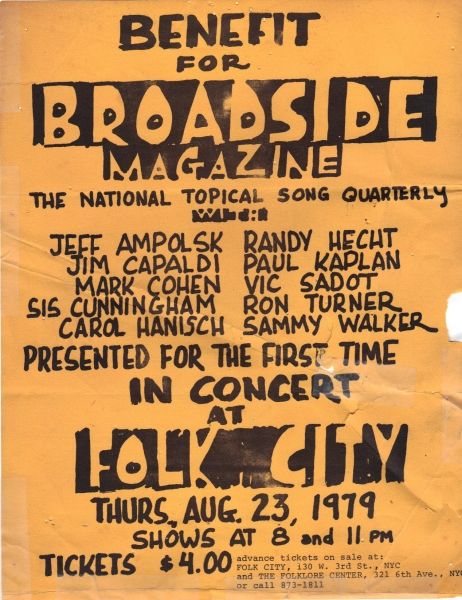 BENEFIT
FOR
BROADSIDE
MAGAZINE
THE NATIONAL TOPICAL SONG QUARTERLY
With:
JEFF AMPOLSK RANDY HECHT
JIM CAPALDI PAUL KAPLAN
MARK COHEN VIC SADOT
SIS CUNNINGHAM RON TURNER
CAROL HANISCH SAMMY WALKER
PRESENTED FOR THE FIRST TIME
IN CONCERT
AT
FOLK CITY
THURS, AUG. 23, 1979
SHOWS AT 8 and 11 PM
TICKETS $4.00
advance tickets on sale at:
FOLK CITY, 130 W. 3rd St., NYC
and THE FOLKLORE CENTER, 321 6th Ave., NY
or call 873-1811